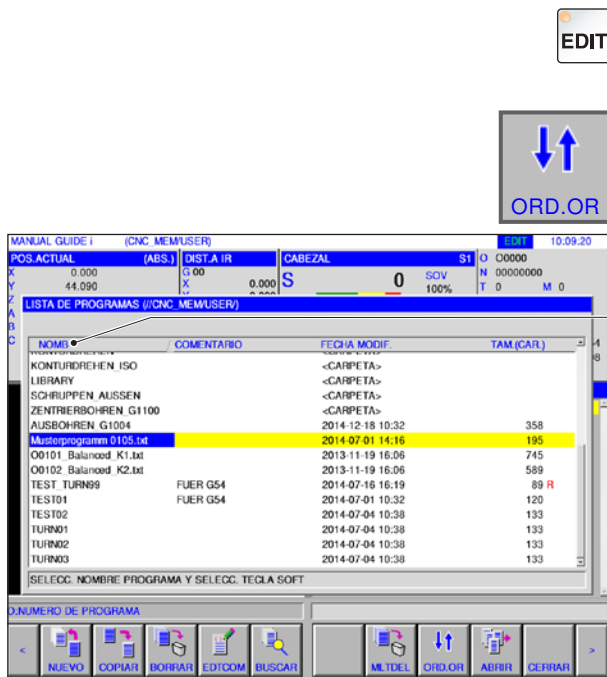 EDIT
ORD.OR
MANUAL GUIDE i (CNC_MEM/USER) EDIT 10:09.20
POS.ACTUAL (ABS.) DIST.A IR CABEZAL S1 O O0000
X 0.000 G 00 S 0 SOV N 00000000
Y 44.090 X 0.000 100% T 0 M 0
Z
LISTA DE PROGRAMAS (//CNC_MEM/USER/)
A
B
C
NOMB COMENTARIO FECHA MODIF. TAM.(CAR.)
KONTURDREHEN <CARPETA>
KONTURDREHEN_ISO <CARPETA>
LIBRARY <CARPETA>
SCHRUPPEN_AUSSEN <CARPETA>
ZENTRIERBOHREN_G1100 <CARPETA>
AUSBOHREN_G1004 2014-12-18 10:32 358
Musterprogramm 0105.txt 2014-07-01 14:16 195
O0101_Balanced_K1.txt 2013-11-19 16:06 745
O0102_Balanced_K2.txt 2013-11-19 16:06 589
TEST_TURN99 FUER G54 2014-07-16 16:19 89 R
TEST01 FUER G54 2014-07-01 10:32 120
TEST02 2014-07-04 10:38 133
TURN01 2014-07-04 10:38 133
TURN02 2014-07-04 10:38 133
TURN03 2014-07-04 10:38 133
SELECC. NOMBRE PROGRAMA Y SELECC. TECLA SOFT
O:NUMERO DE PROGRAMA
< NUEVO COPIAR BORRAR EDTCOM BUSCAR MLTDEL ORD.OR ABRIR CERRAR >